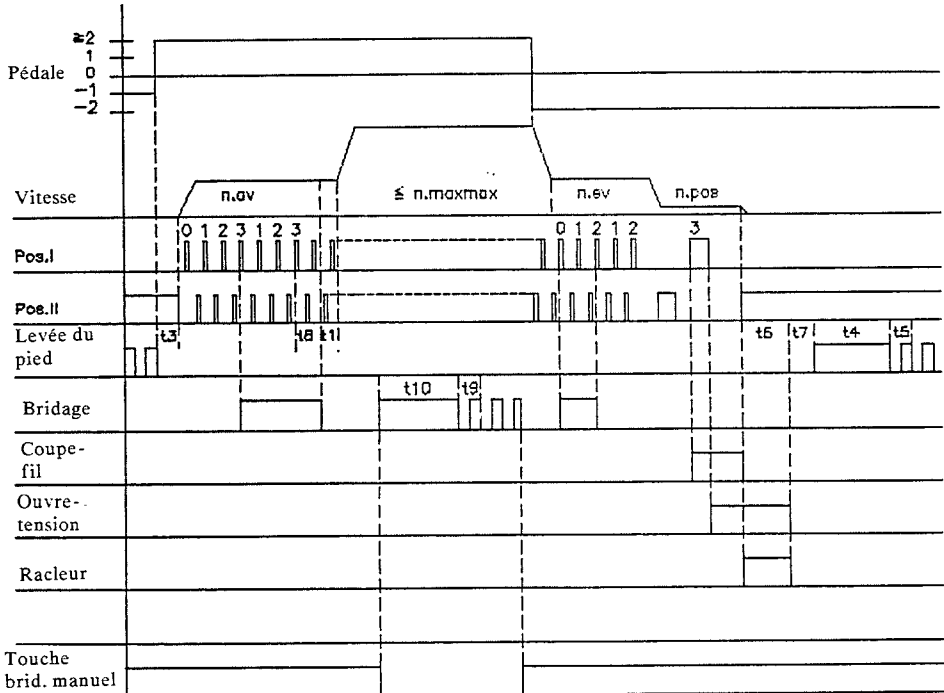 ≥2
1
Pédale 0
-1
-2
Vitesse n.av ≤ n.maxmax n.ev n.pos
0 1 2 3 1 2 3 0 1 2 1 2 3
Pos.I
Pos.II
Levée du
pied t3 t8 t1 t6 t7 t4 t5
Bridage t10 t9
Coupe-
fil
Ouvre-
tension
Racleur
Touche
brid. manuel